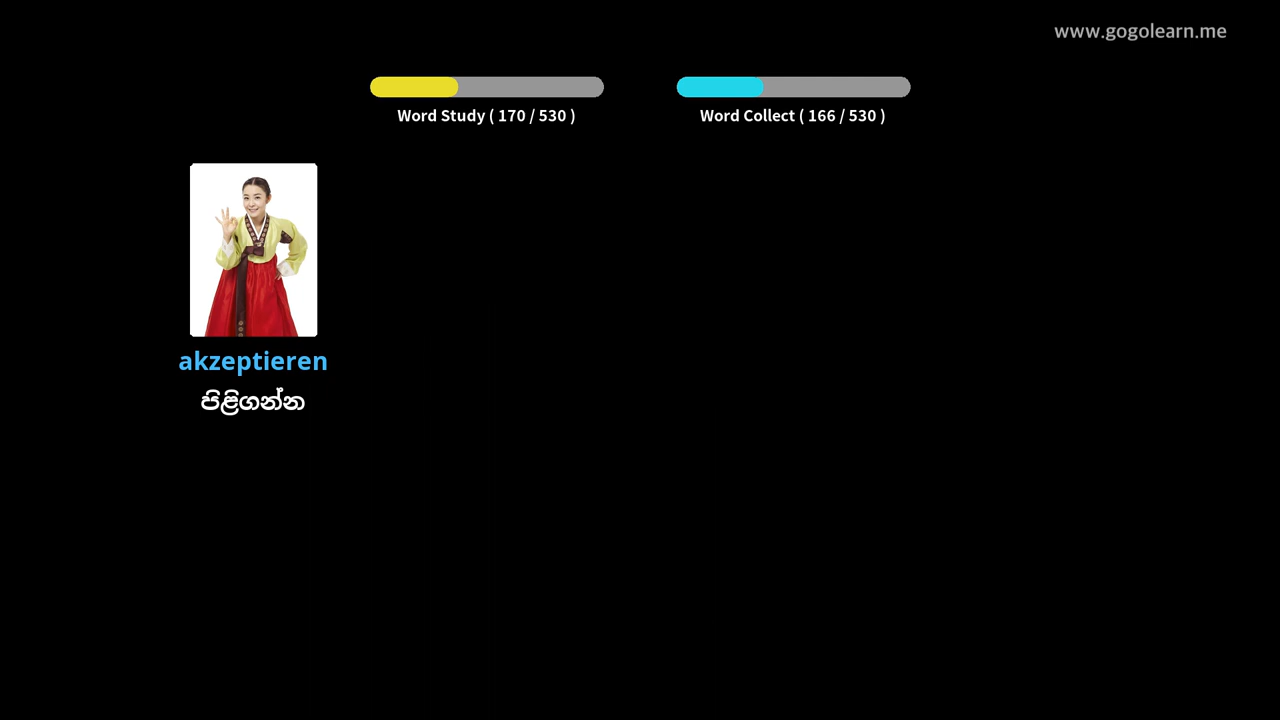 www.gogolearn.me
Word Study ( 170 / 530 )
Word Collect ( 166 / 530 )
akzeptieren
පිළිගන්න